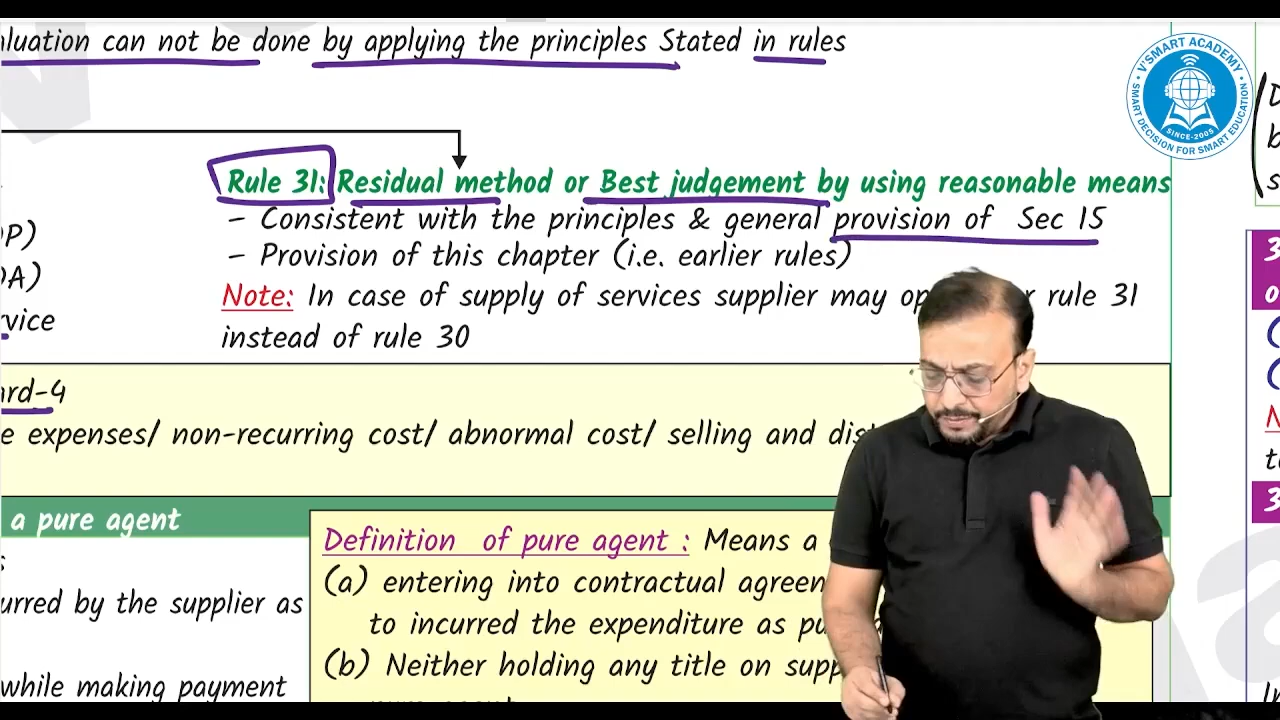 luation can not be done by applying the principles Stated in rules
V'SMART ACADEMY
SMART DECISION FOR SMART EDUCATION
SINCE-2005
Rule 31: Residual method or Best judgement by using reasonable means
– Consistent with the principles & general provision of Sec 15
– Provision of this chapter (i.e. earlier rules)
Note: In case of supply of services supplier may op r rule 31
instead of rule 30
P)
A)
rvice
rd-4
e expenses/ non-recurring cost/ abnormal cost/ selling and dis
a pure agent
s
urred by the supplier as
while making payment
Definition of pure agent : Means a
(a) entering into contractual agreen
to incurred the expenditure as pu
(b) Neither holding any title on supp